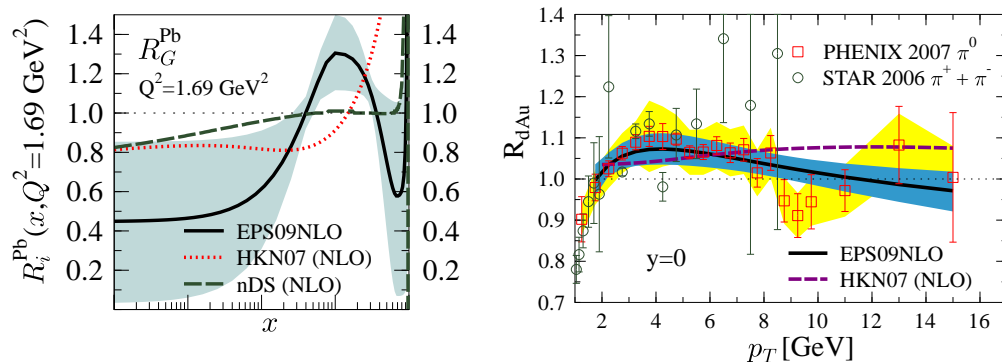 R_i^Pb(x,Q^2=1.69 GeV^2)
1.4
1.2
1.0
0.8
0.6
0.4
0.2
R_G^Pb
Q^2=1.69 GeV^2
EPS09NLO
HKN07 (NLO)
nDS (NLO)
1.4
1.2
1.0
0.8
0.6
0.4
0.2
x
R_dAu
1.4
1.3
1.2
1.1
1.0
0.9
0.8
0.7
PHENIX 2007 π^0
STAR 2006 π^+ + π^-
y=0
EPS09NLO
HKN07 (NLO)
2 4 6 8 10 12 14 16
p_T [GeV]